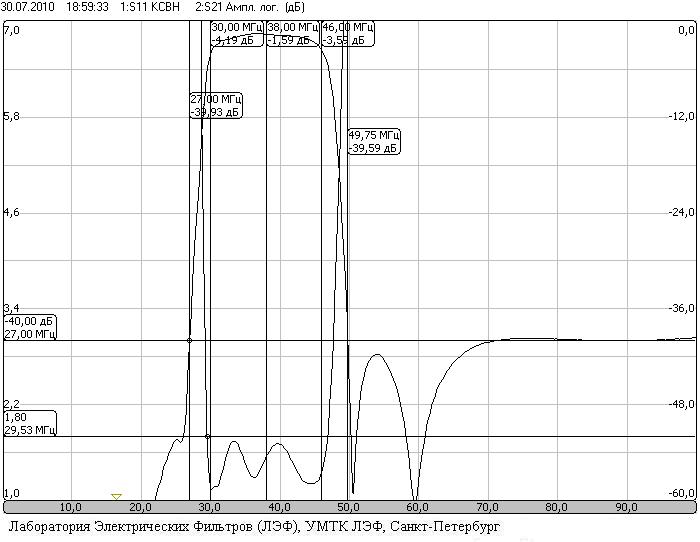 30.07.2010 18:59:33 1:S11 КСВН 2:S21 Ампл. лог. (дБ)
7,0 30,00 МГц 38,00 МГц 46,00 МГц 0,0
-4,19 дБ -1,59 дБ -3,59 дБ
27,00 МГц
-39,93 дБ
5,8 -12,0
49,75 МГц
-39,59 дБ
4,6 -24,0
3,4 -36,0
-40,00 дБ
27,00 МГц
2,2 -48,0
1,80
29,53 МГц
1,0 -60,0
10,0 20,0 30,0 40,0 50,0 60,0 70,0 80,0 90,0
Лаборатория Электрических Фильтров (ЛЭФ), УМТК ЛЭФ, Санкт-Петербург